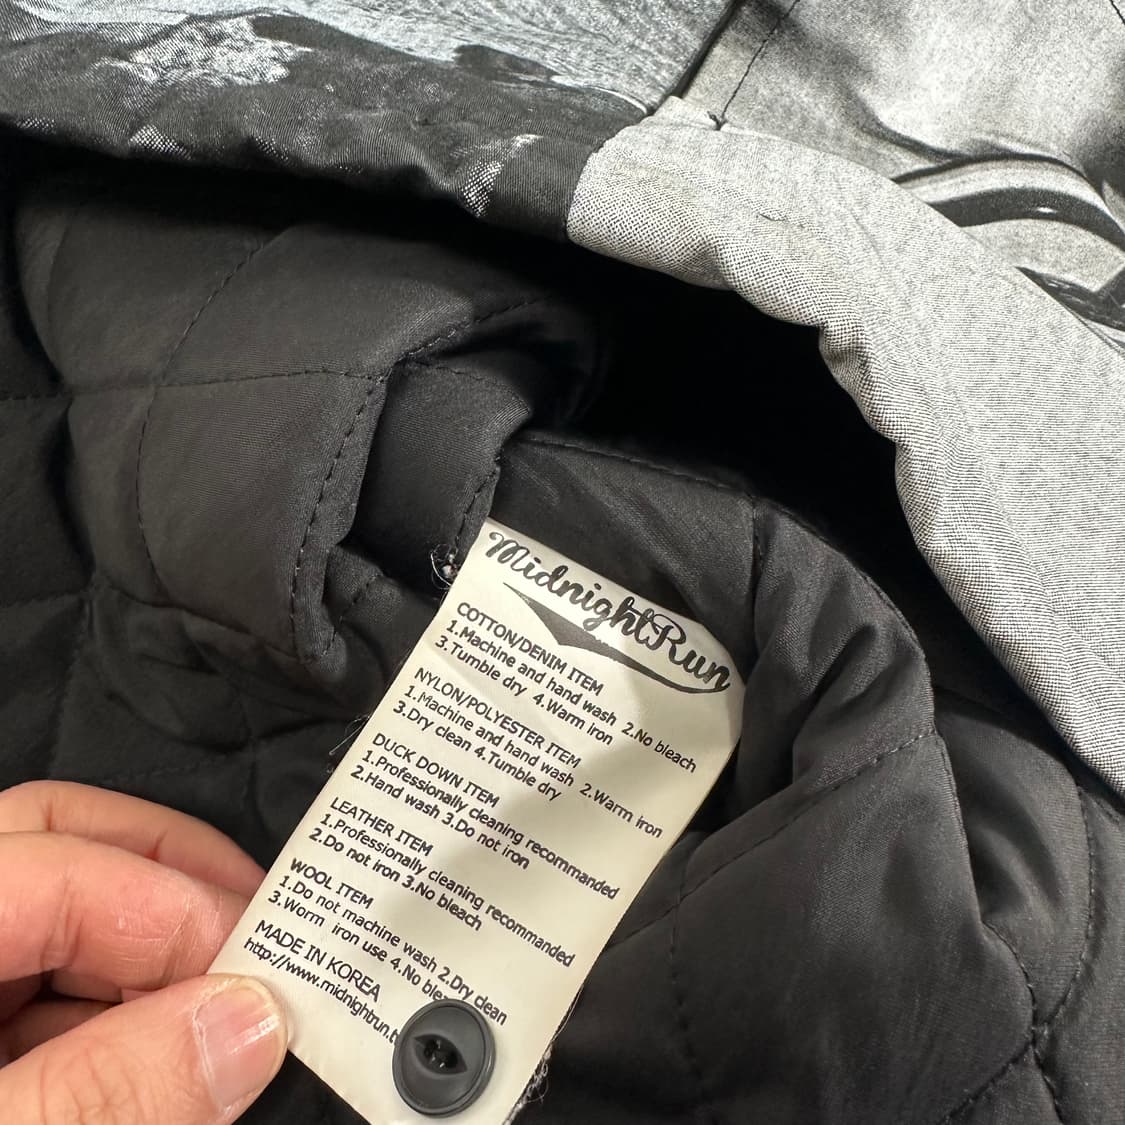 MidnightRun
COTTON/DENIM ITEM
1.Machine and hand wash 2.No bleach
3.Tumble dry 4.Warm iron
NYLON/POLYESTER ITEM
1.Machine and hand wash 2.Warm iron
3.Dry clean 4.Tumble dry
DUCK DOWN ITEM
1.Professionally cleaning recommanded
2.Hand wash 3.Do not iron
LEATHER ITEM
1.Professionally cleaning recommanded
2.Do not iron 3.No bleach
WOOL ITEM
1.Do not machine wash 2.Dry clean
3.Worm iron use 4.No
MADE IN KOREA
http://www.midnightrun.